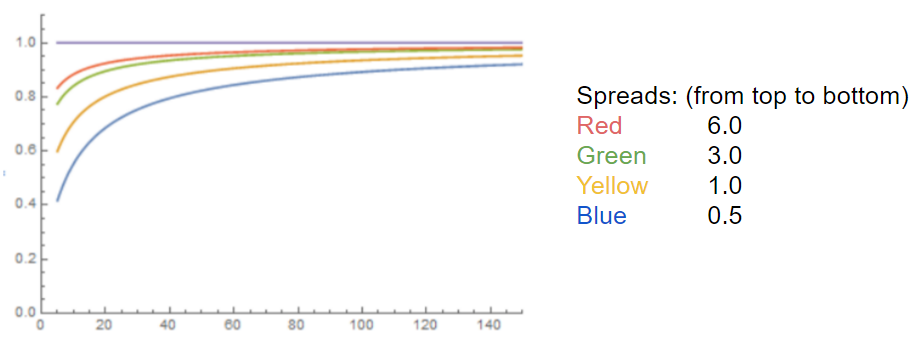 1.0
0.8
0.6
0.4
0.2
0.0
0 20 40 60 80 100 120 140
Spreads: (from top to bottom)
Red 6.0
Green 3.0
Yellow 1.0
Blue 0.5